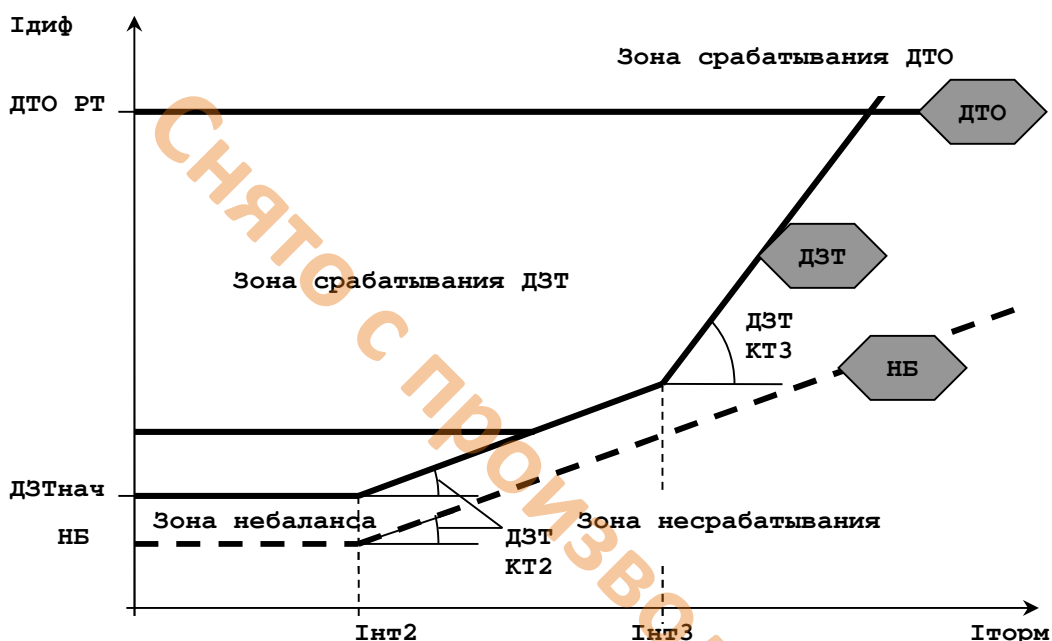 Iдиф
Зона срабатывания ДТО
ДТО РТ
ДТО
ДЗТ
Зона срабатывания ДЗТ
ДЗТ
КТ3
НБ
ДЗТнач
Зона небаланса
Зона несрабатывания
НБ
ДЗТ
КТ2
Iнт2
Iнт3
Iторм
Снято с произво